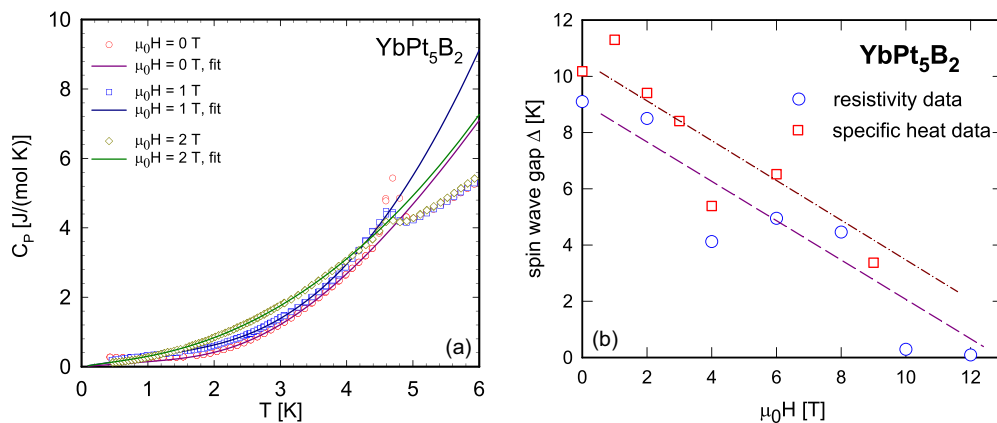 YbPt₅B₂
μ₀H = 0 T
μ₀H = 0 T, fit
μ₀H = 1 T
μ₀H = 1 T, fit
μ₀H = 2 T
μ₀H = 2 T, fit
10
8
6
4
2
0
Cₚ [J/(mol K)]
(a)
0 1 2 3 4 5 6
T [K]
YbPt₅B₂
resistivity data
specific heat data
12
10
8
6
4
2
0
spin wave gap Δ [K]
(b)
0 2 4 6 8 10 12
μ₀H [T]